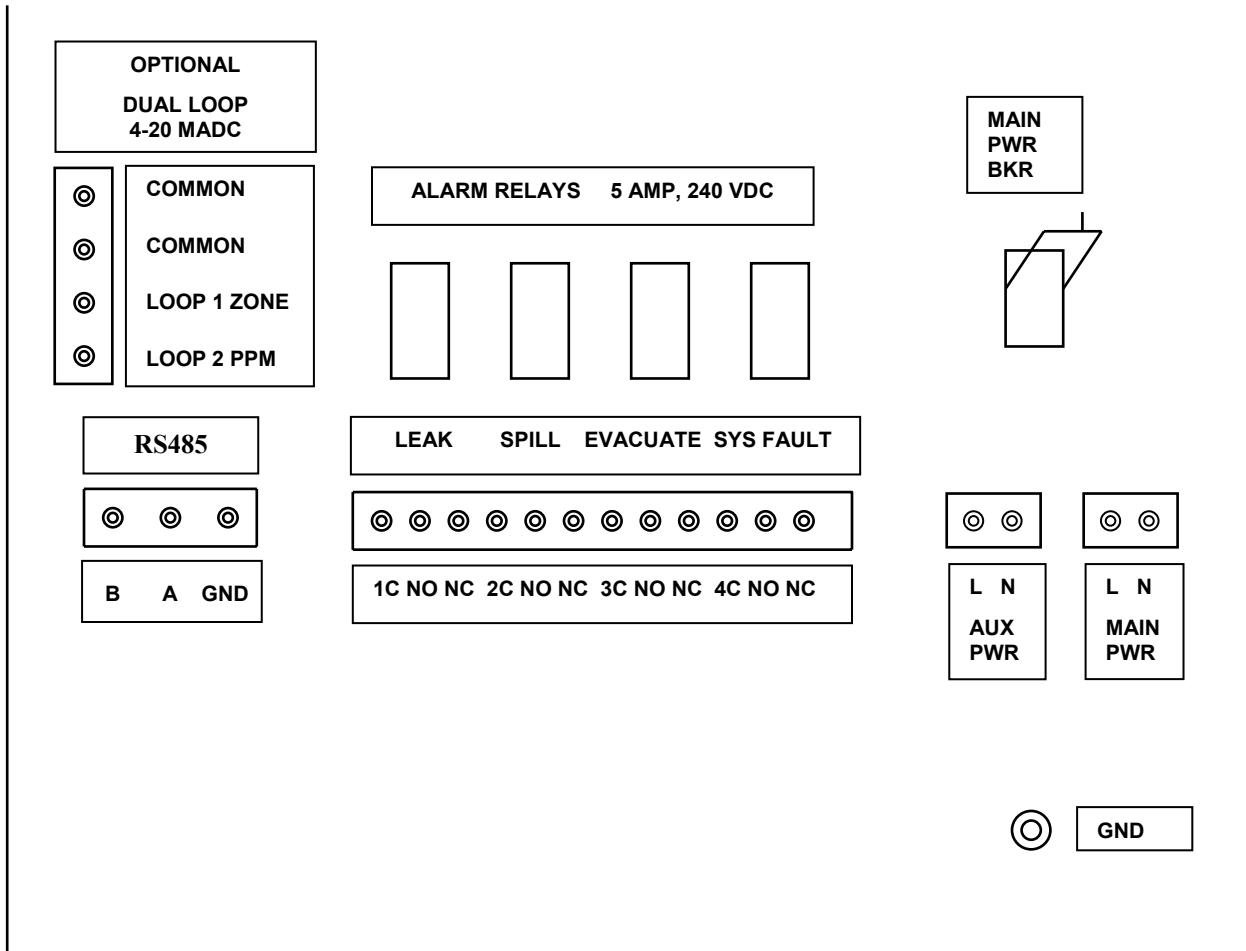 OPTIONAL
DUAL LOOP
4-20 MADC
COMMON
COMMON
LOOP 1 ZONE
LOOP 2 PPM
ALARM RELAYS 5 AMP, 240 VDC
MAIN
PWR
BKR
RS485
B A GND
LEAK SPILL EVACUATE SYS FAULT
1C NO NC 2C NO NC 3C NO NC 4C NO NC
L N
AUX
PWR
L N
MAIN
PWR
GND